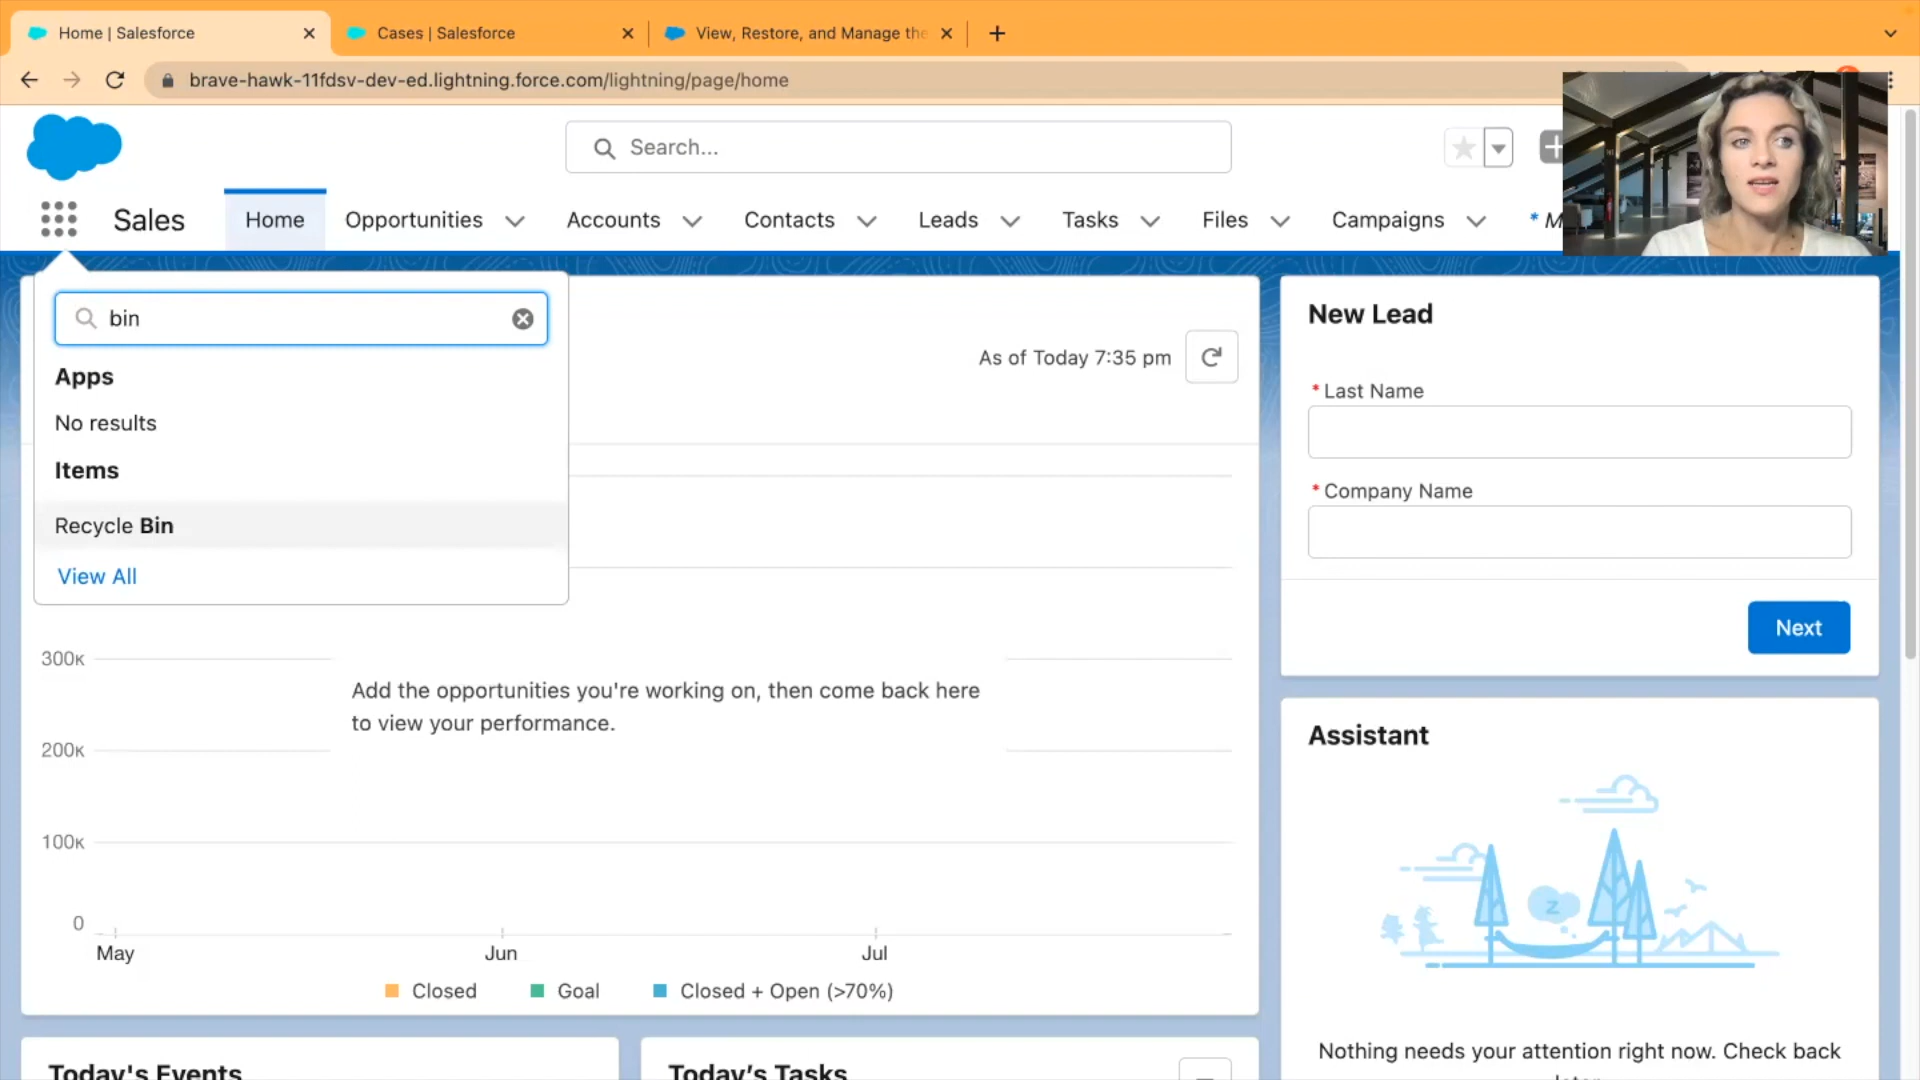 Home | Salesforce
Cases | Salesforce
View, Restore, and Manage the
brave-hawk-11fdsv-dev-ed.lightning.force.com/lightning/page/home
Search...
Sales
Home
Opportunities
Accounts
Contacts
Leads
Tasks
Files
Campaigns
* M
bin
Apps
No results
Items
Recycle Bin
View All
As of Today 7:35 pm
300K
200K
100K
0
Add the opportunities you're working on, then come back here
to view your performance.
May
Jun
Jul
Closed
Goal
Closed + Open (>70%)
Today's Events
Today's Tasks
New Lead
* Last Name
* Company Name
Next
Assistant
z
Nothing needs your attention right now. Check back
later.